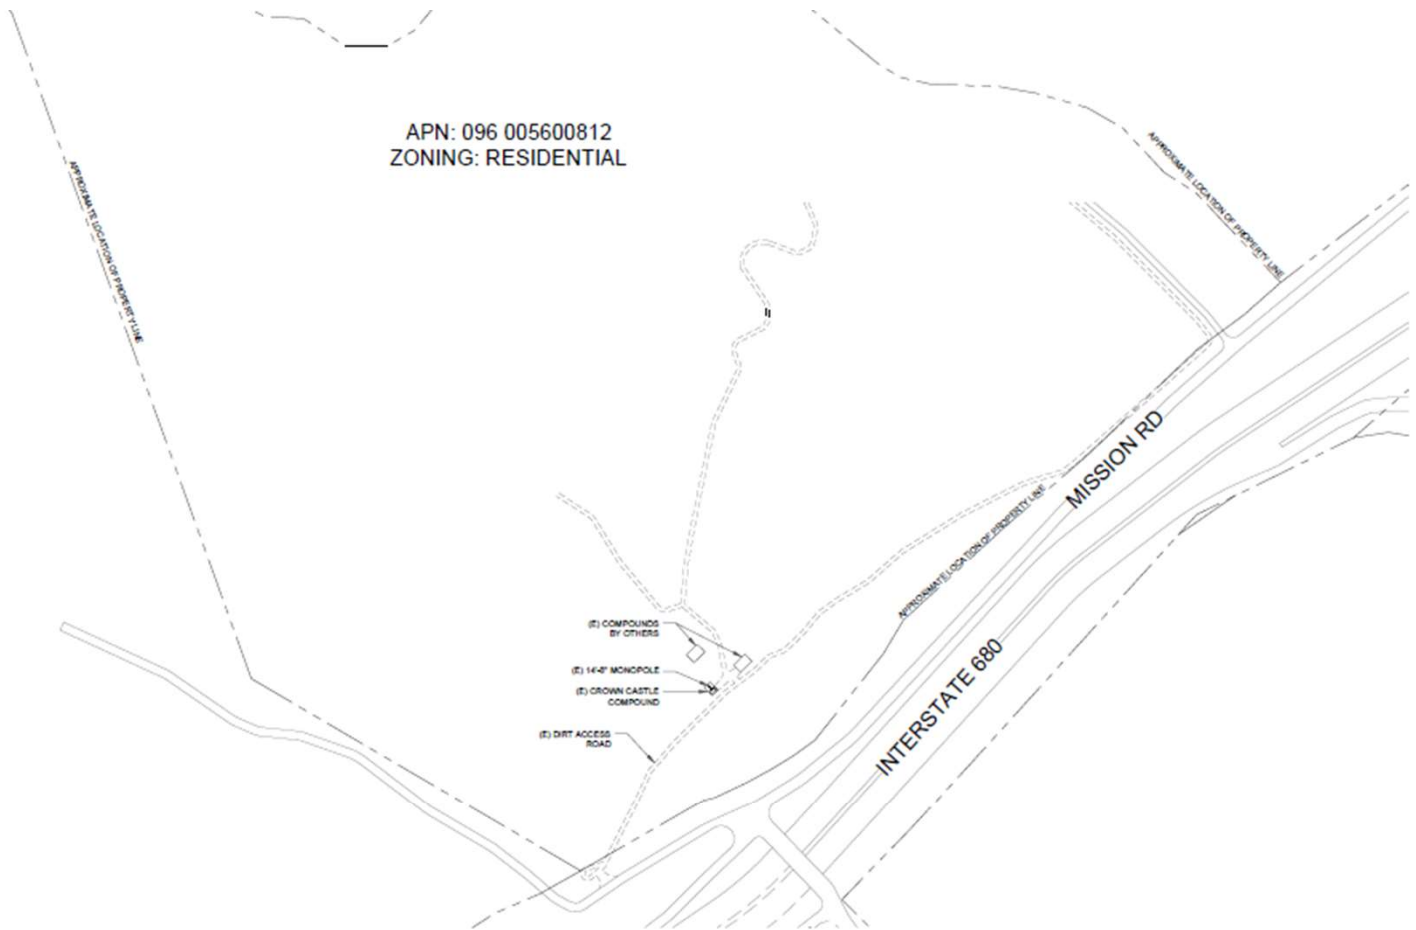 APN: 096 005600812
ZONING: RESIDENTIAL
APPROXIMATE LOCATION OF PROPERTY LINE
APPROXIMATE LOCATION OF PROPERTY LINE
MISSION RD
APPROXIMATE LOCATION OF PROPERTY LINE
(E) COMPOUNDS
BY OTHERS
(E) 14'-8" MONOPOLE
(E) CROWN CASTLE
COMPOUND
(E) DIRT ACCESS
ROAD
INTERSTATE 680